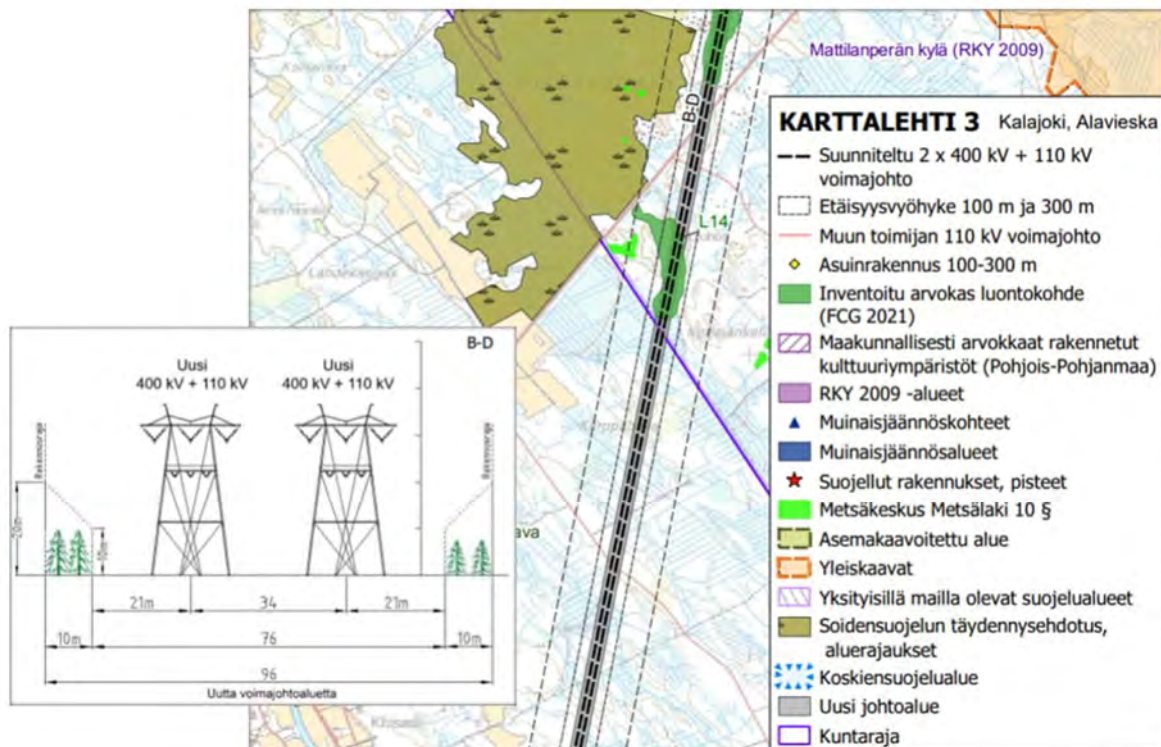 Mattilanperän kylä (RKY 2009)
B-D
L14
KARTTALEHTI 3 Kalajoki, Alavieska
Suunniteltu 2 x 400 kV + 110 kV
voimajohto
Etäisyysvyöhyke 100 m ja 300 m
Muun toimijan 110 kV voimajohto
Asuinrakennus 100-300 m
Inventoitu arvokas luontokohde
(FCG 2021)
Maakunnallisesti arvokkaat rakennetut
kulttuuriympäristöt (Pohjois-Pohjanmaa)
RKY 2009 -alueet
Muinaisjäännöskohteet
Muinaisjäännösalueet
Suojellut rakennukset, pisteet
Metsäkeskus Metsälaki 10 §
Asemakaavoitettu alue
Yleiskaavat
Yksityisillä mailla olevat suojelualueet
Soidensuojelun täydennysehdotus,
aluerajaukset
Koskiensuojelualue
Uusi johtoalue
Kuntaraja
B-D
Uusi Uusi
400 kV + 110 kV 400 kV + 110 kV
Rakennusraja Rakennusraja
20m 10m
21m 34 21m
10m 76 10m
96
Uutta voimajohtoaluetta
ava